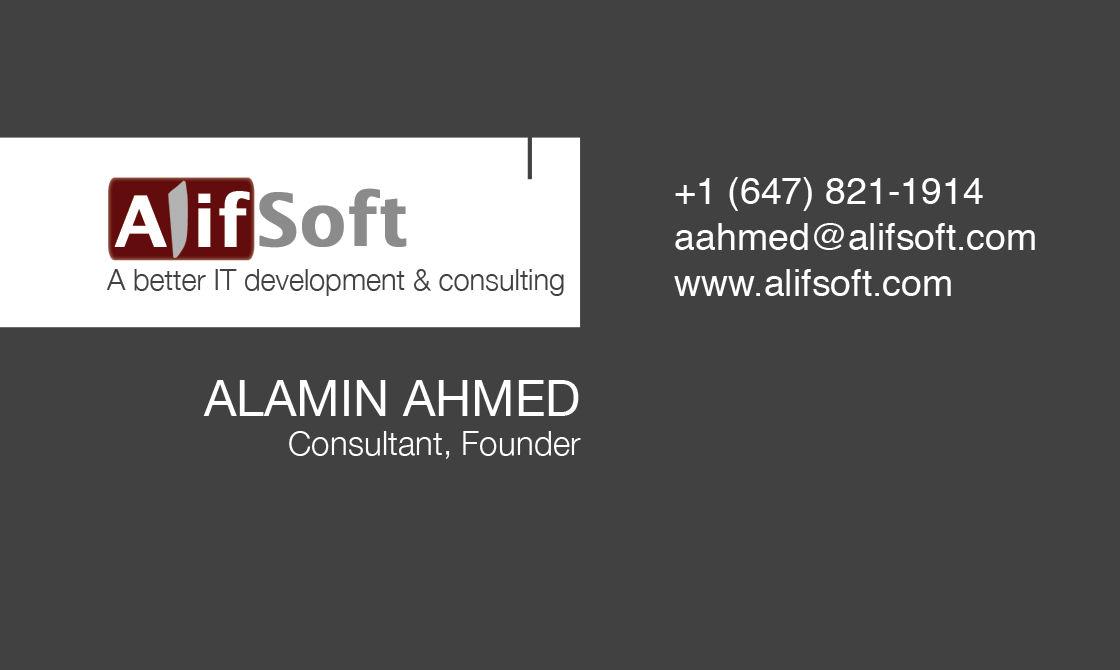 AlifSoft
A better IT development & consulting
+1 (647) 821-1914
aahmed@alifsoft.com
www.alifsoft.com
ALAMIN AHMED
Consultant, Founder